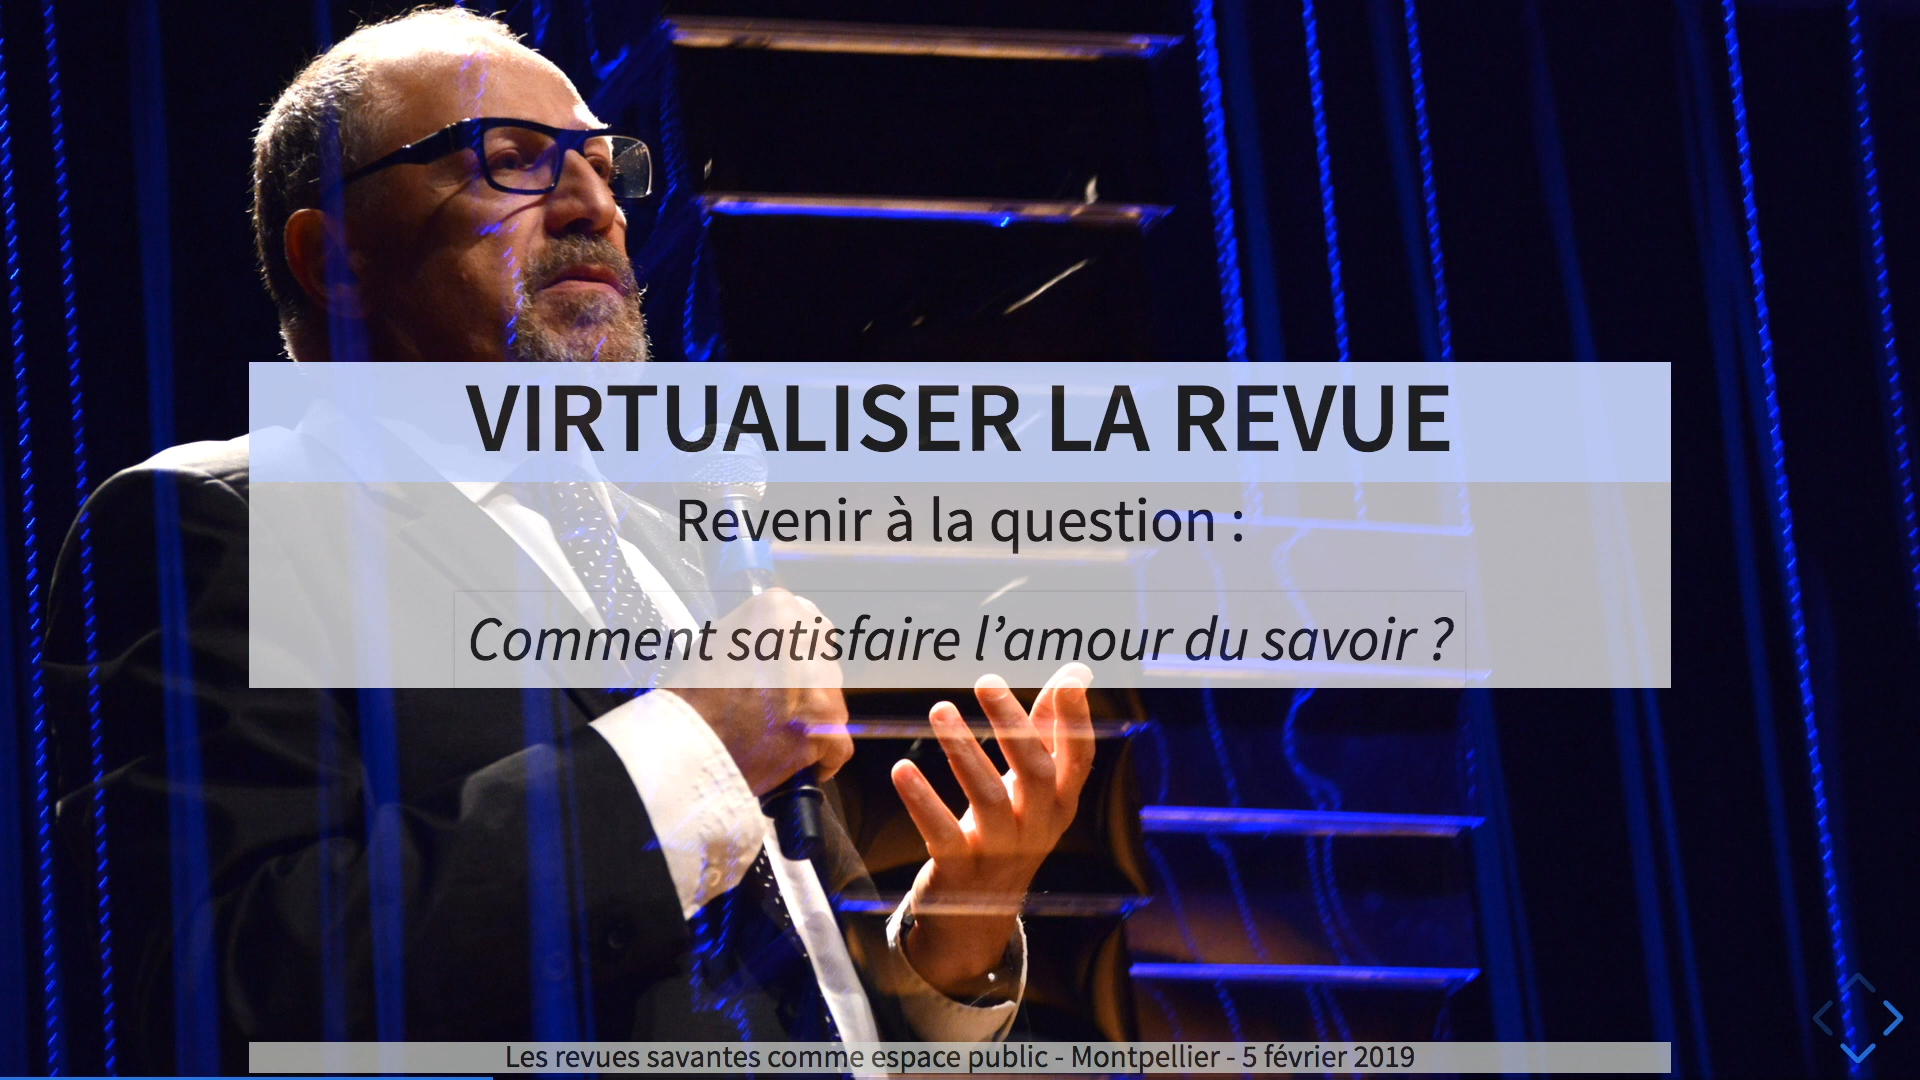 VIRTUALISER LA REVUE
Revenir à la question :
Comment satisfaire l’amour du savoir ?
Les revues savantes comme espace public - Montpellier - 5 février 2019